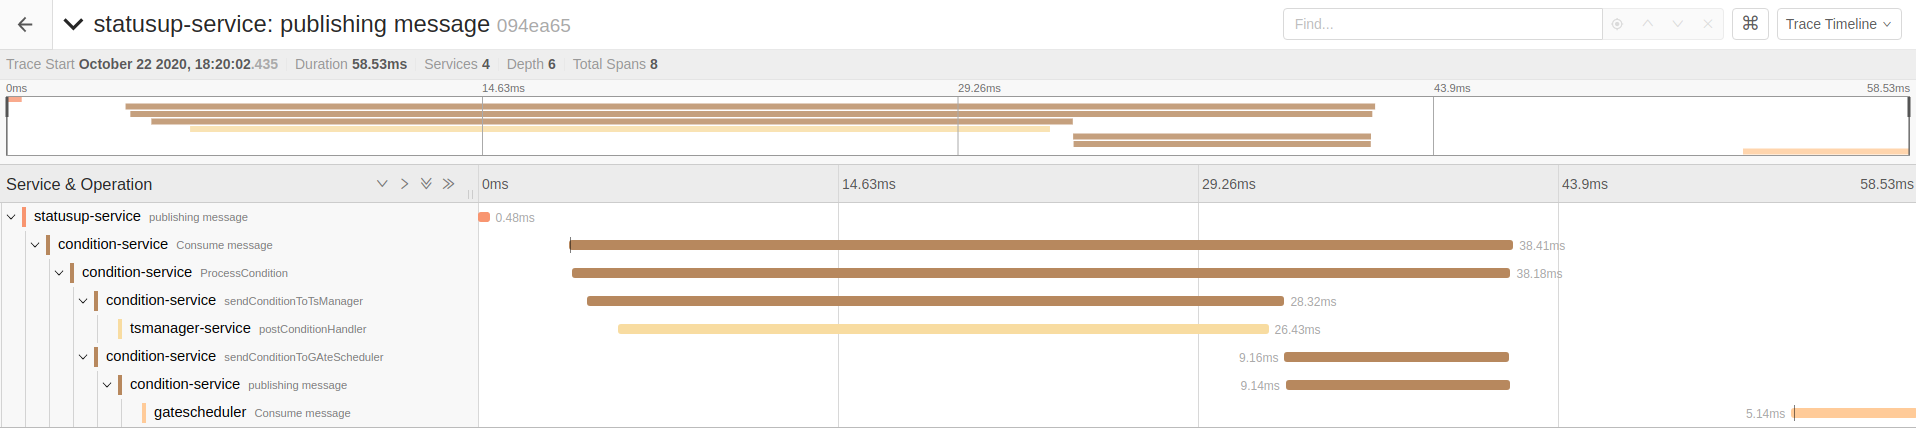 statusup-service: publishing message 094ea65
Find...
⌘
Trace Timeline
Trace Start October 22 2020, 18:20:02.435 Duration 58.53ms Services 4 Depth 6 Total Spans 8
0ms 14.63ms 29.26ms 43.9ms 58.53ms
Service & Operation 0ms 14.63ms 29.26ms 43.9ms 58.53ms
statusup-service publishing message 0.48ms
condition-service Consume message 38.41ms
condition-service ProcessCondition 38.18ms
condition-service sendConditionToTsManager 28.32ms
tsmanager-service postConditionHandler 26.43ms
condition-service sendConditionToGAteScheduler 9.16ms
condition-service publishing message 9.14ms
gatescheduler Consume message 5.14ms